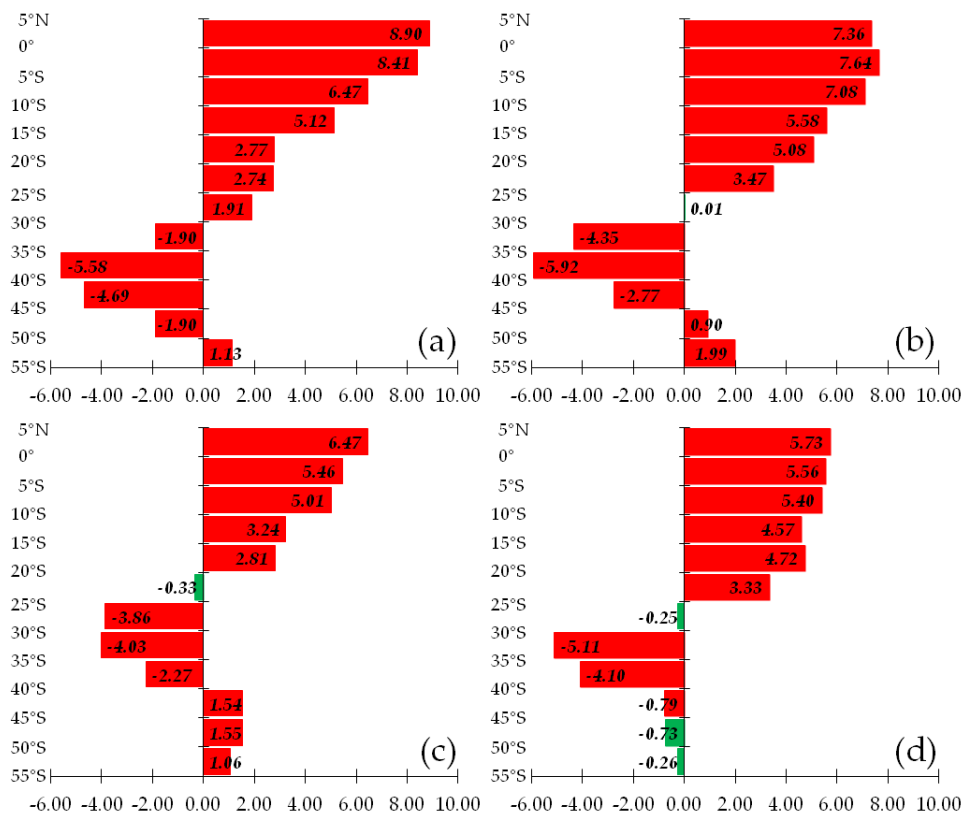 5°N
8.90
0°
8.41
5°S
6.47
10°S
5.12
15°S
2.77
20°S
2.74
25°S
1.91
30°S
-1.90
35°S
-5.58
40°S
-4.69
45°S
-1.90
50°S
1.13
55°S
(a)
-6.00 -4.00 -2.00 0.00 2.00 4.00 6.00 8.00 10.00
5°N
7.36
0°
7.64
5°S
7.08
10°S
5.58
15°S
5.08
20°S
3.47
25°S
0.01
30°S
-4.35
35°S
-5.92
40°S
-2.77
45°S
0.90
50°S
1.99
55°S
(b)
-6.00 -4.00 -2.00 0.00 2.00 4.00 6.00 8.00 10.00
5°N
6.47
0°
5.46
5°S
5.01
10°S
3.24
15°S
2.81
20°S
-0.33
25°S
-3.86
30°S
-4.03
35°S
-2.27
40°S
1.54
45°S
1.55
50°S
1.06
55°S
(c)
-6.00 -4.00 -2.00 0.00 2.00 4.00 6.00 8.00 10.00
5°N
5.73
0°
5.56
5°S
5.40
10°S
4.57
15°S
4.72
20°S
3.33
25°S
-0.25
30°S
-5.11
35°S
-4.10
40°S
-0.79
45°S
-0.73
50°S
-0.26
55°S
(d)
-6.00 -4.00 -2.00 0.00 2.00 4.00 6.00 8.00 10.00